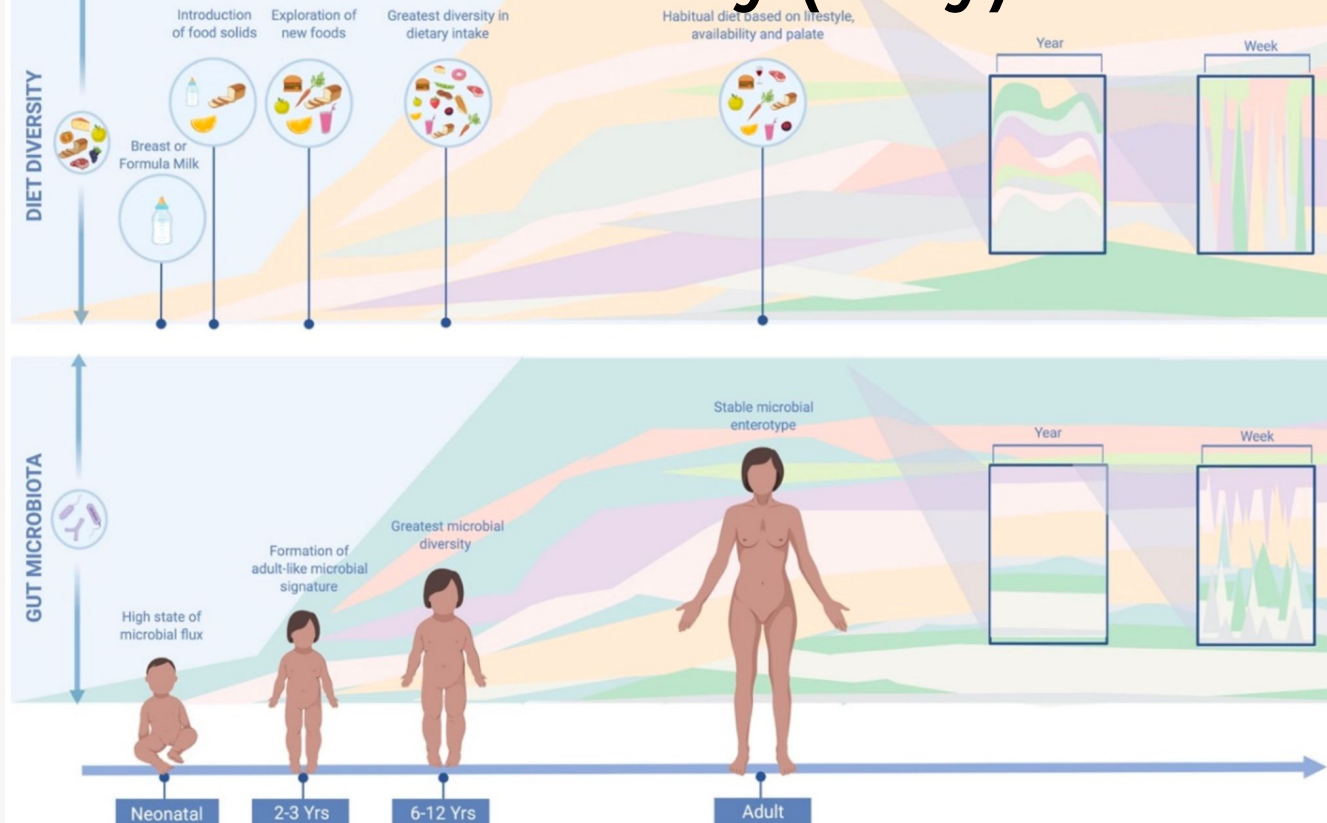 Introduction
of food solids
Exploration of
new foods
Greatest diversity in
dietary intake
Habitual diet based on lifestyle,
availability and palate
Year
Week
DIET DIVERSITY
Breast or
Formula Milk
GUT MICROBIOTA
Stable microbial
enterotype
Year
Week
Greatest microbial
diversity
Formation of
adult-like microbial
signature
High state of
microbial flux
Neonatal
2-3 Yrs
6-12 Yrs
Adult